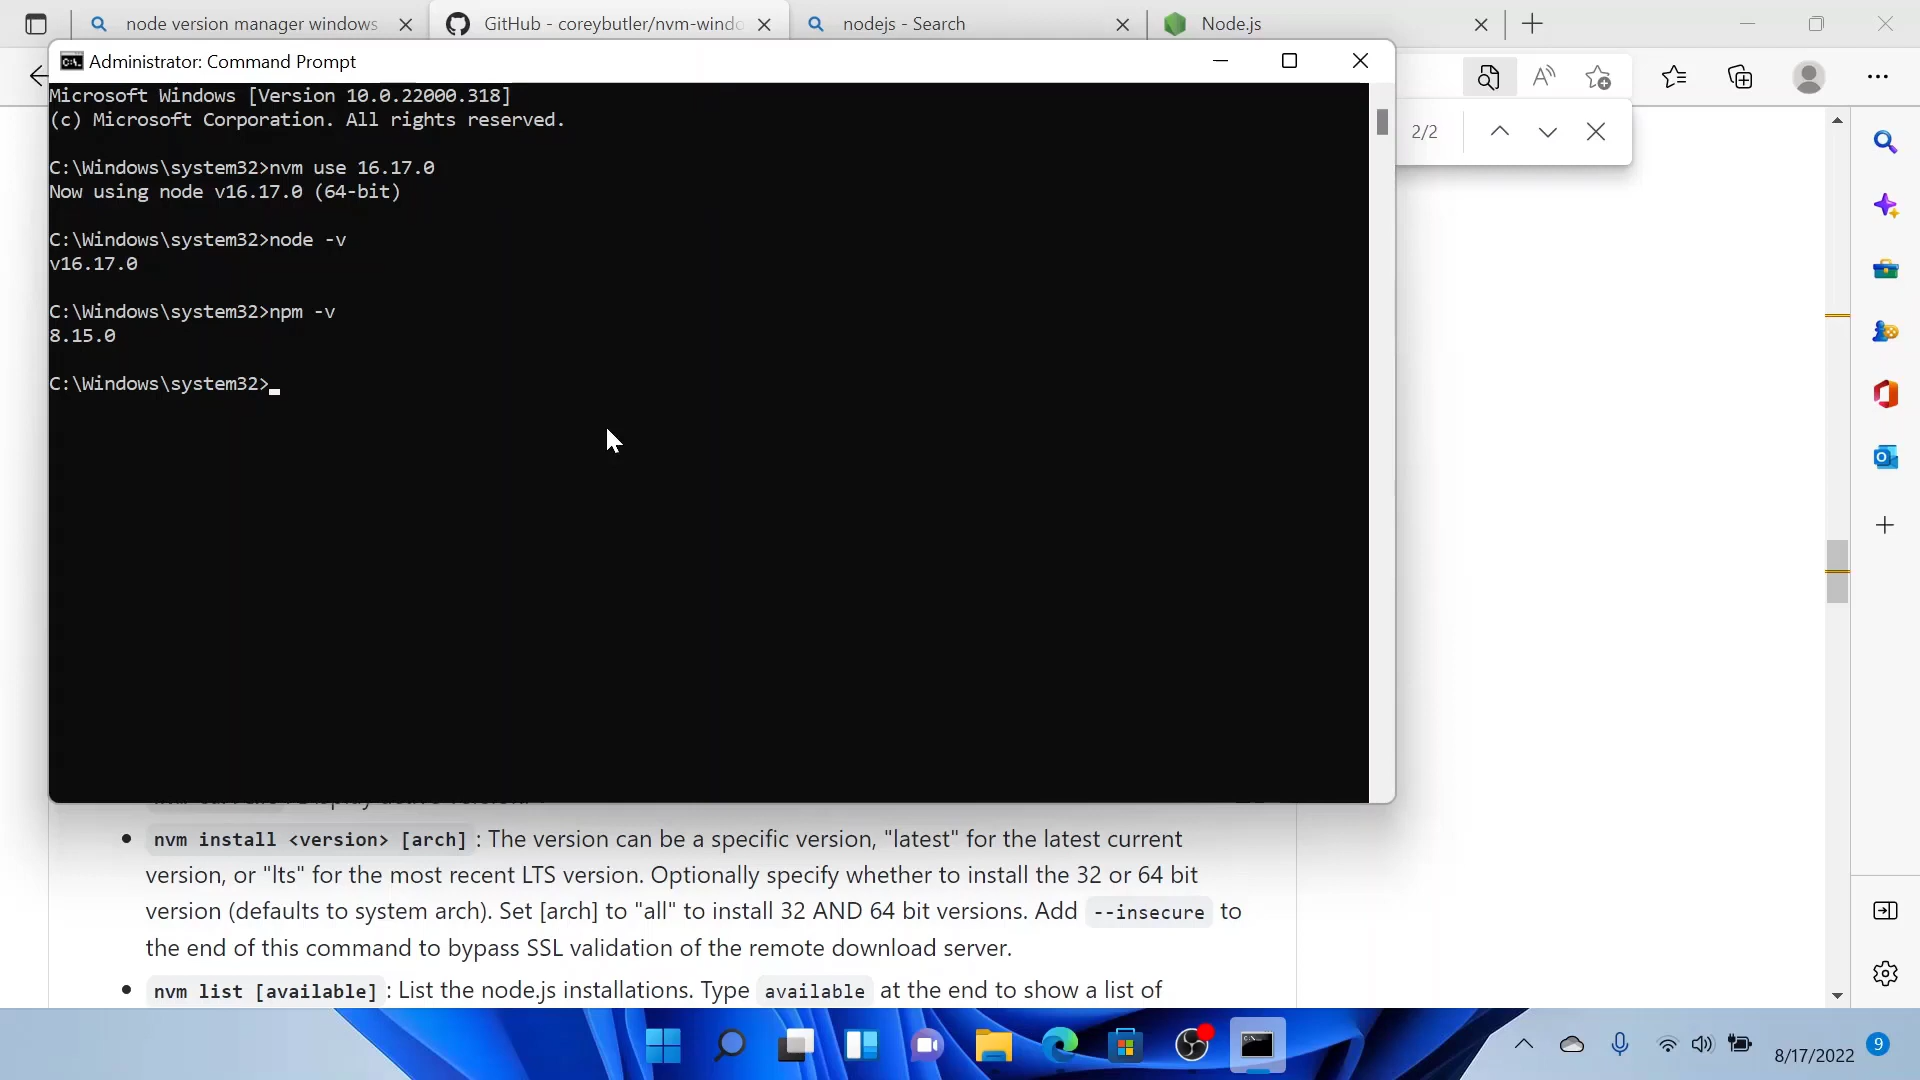 node version manager windows
GitHub - coreybutler/nvm-windo
nodejs - Search
Node.js
Administrator: Command Prompt
2/2
Microsoft Windows [Version 10.0.22000.318]
(c) Microsoft Corporation. All rights reserved.
C:\Windows\system32>nvm use 16.17.0
Now using node v16.17.0 (64-bit)
C:\Windows\system32>node -v
v16.17.0
C:\Windows\system32>npm -v
8.15.0
C:\Windows\system32>
nvm install <version> [arch] : The version can be a specific version, "latest" for the latest current
version, or "lts" for the most recent LTS version. Optionally specify whether to install the 32 or 64 bit
version (defaults to system arch). Set [arch] to "all" to install 32 AND 64 bit versions. Add --insecure to
the end of this command to bypass SSL validation of the remote download server.
nvm list [available] : List the node.js installations. Type available at the end to show a list of
8/17/2022
9